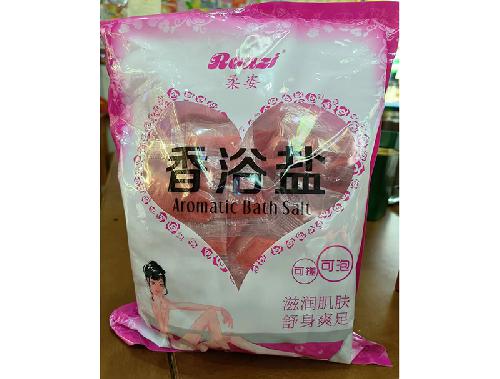 Rouzi®
柔姿
香浴盐
Aromatic Bath Salt
可搓 可泡
滋润肌肤
舒身爽足